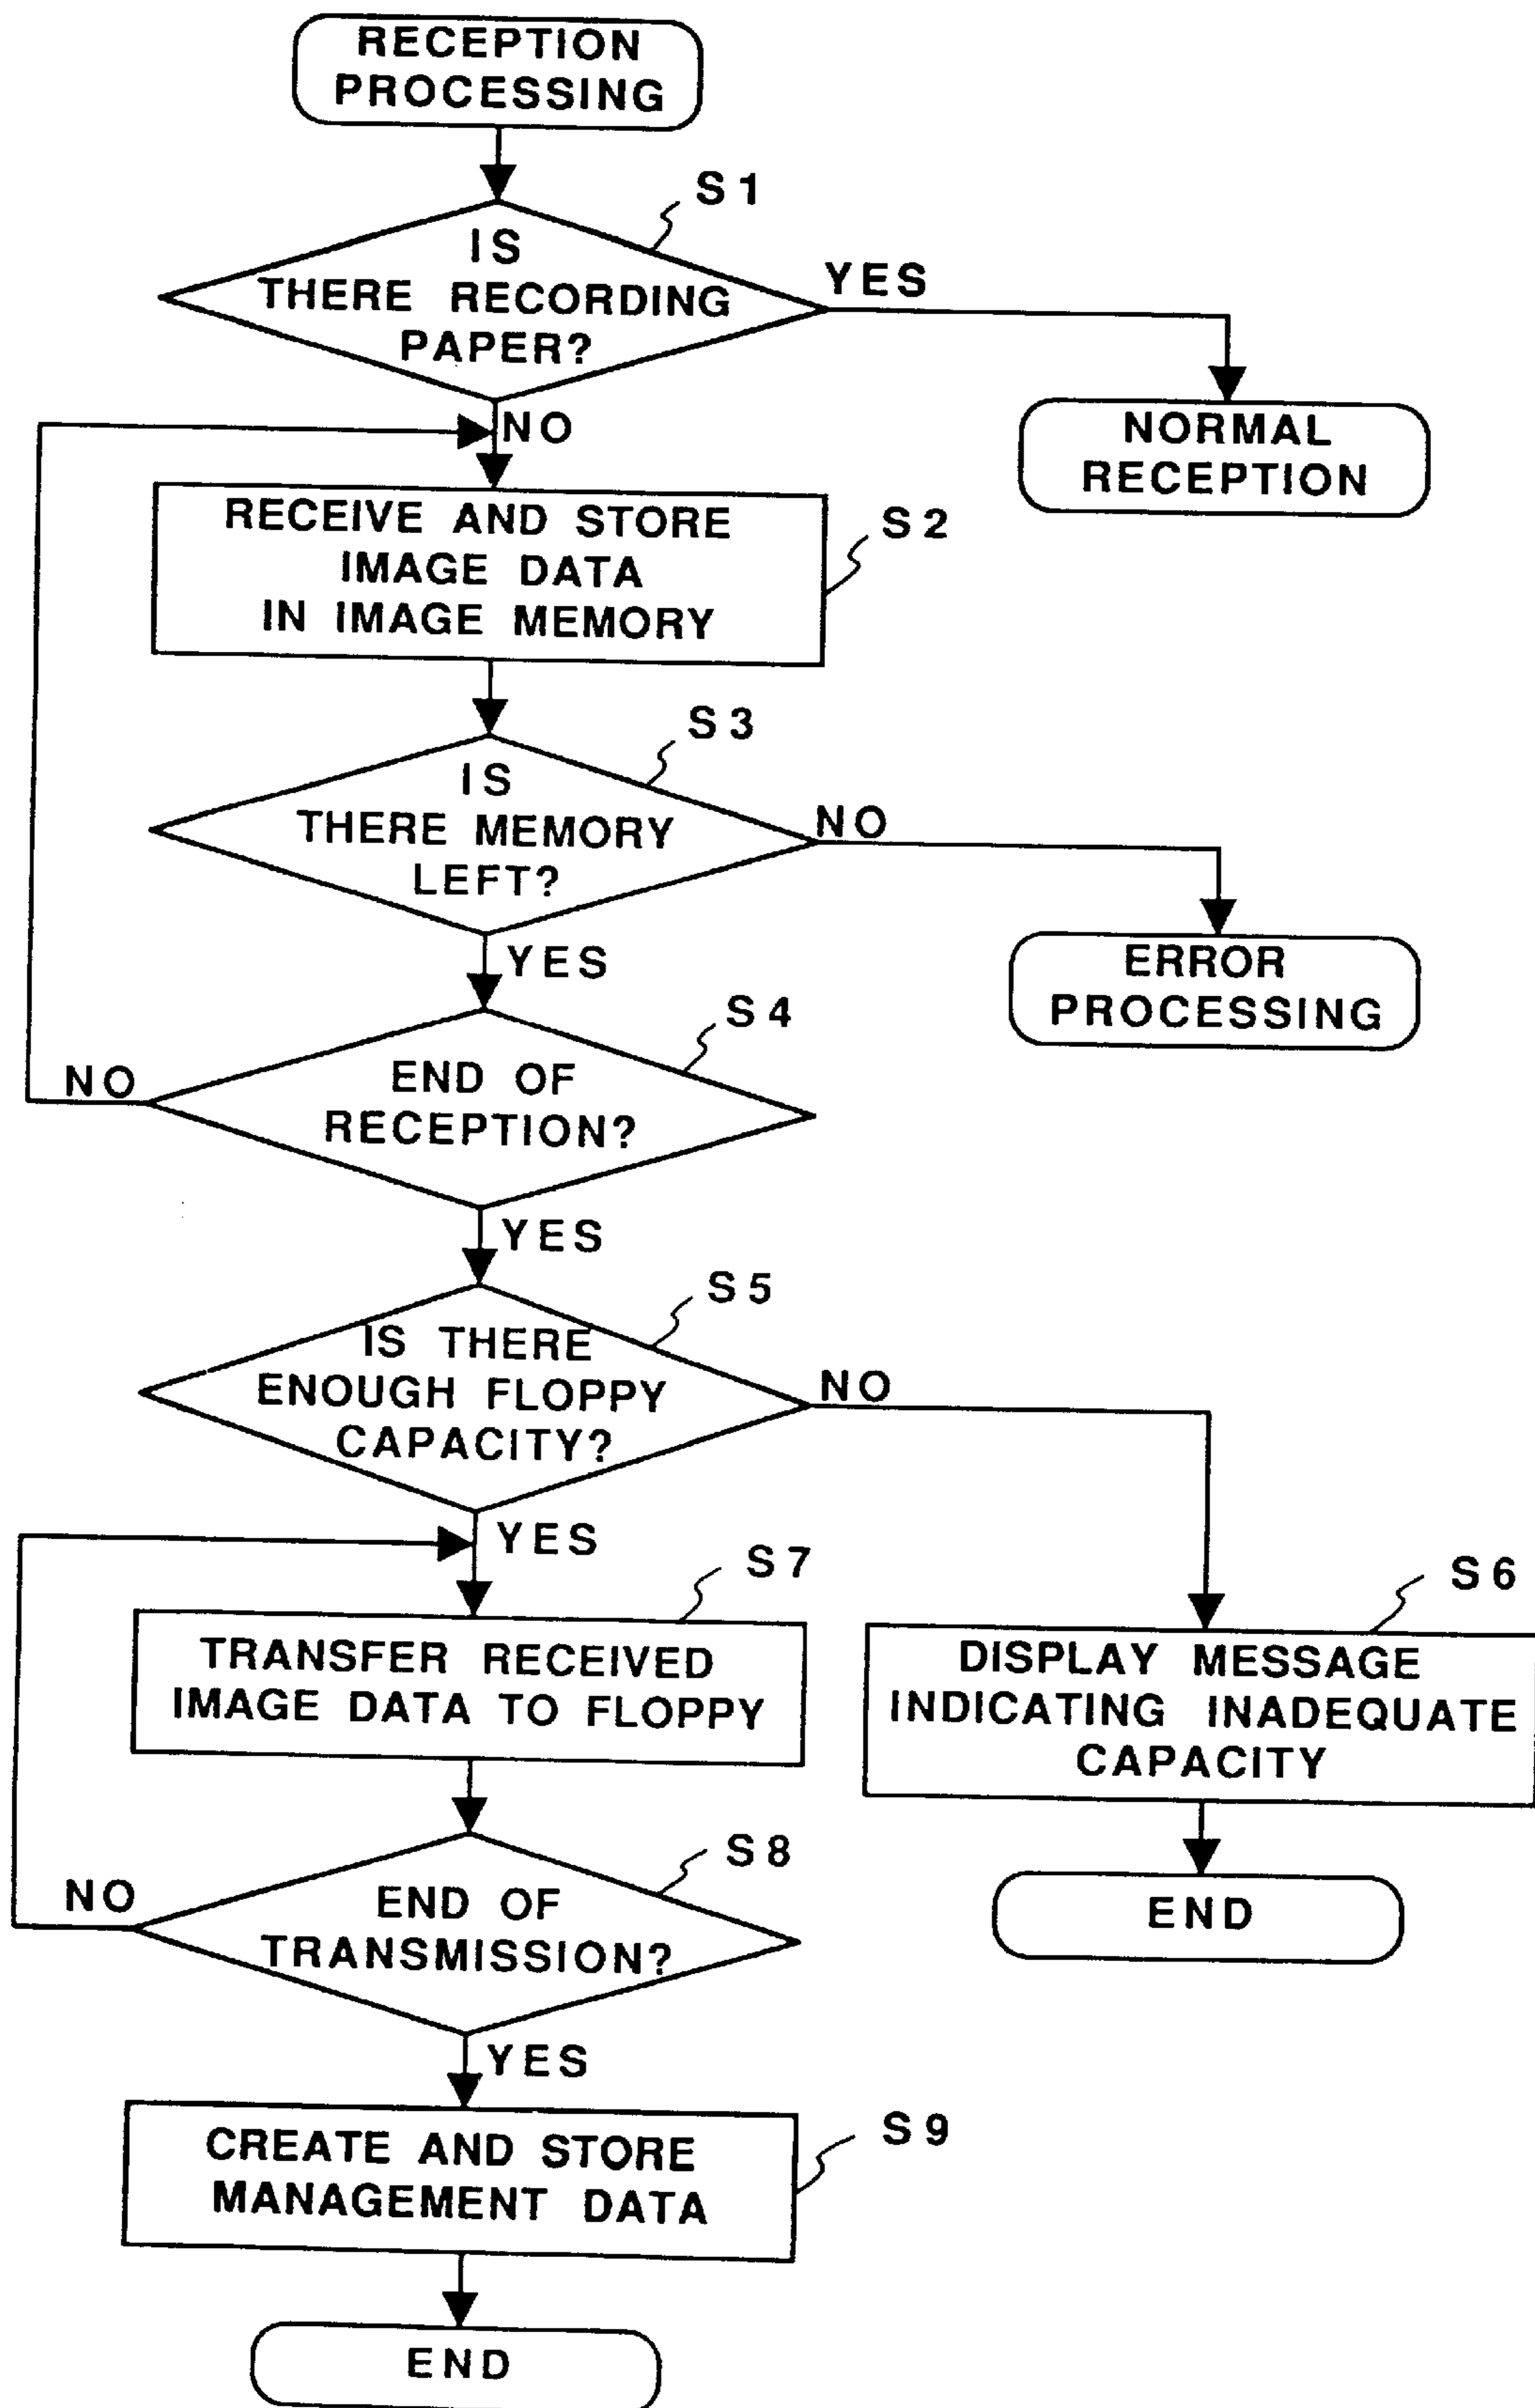 RECEPTION
PROCESSING
S1
IS
THERE RECORDING
PAPER?
YES
NORMAL
RECEPTION
NO
RECEIVE AND STORE
IMAGE DATA
IN IMAGE MEMORY
S2
S3
IS
THERE MEMORY
LEFT?
NO
ERROR
PROCESSING
YES
S4
END OF
RECEPTION?
NO
YES
S5
IS THERE
ENOUGH FLOPPY
CAPACITY?
NO
YES
S7
TRANSFER RECEIVED
IMAGE DATA TO FLOPPY
S6
DISPLAY MESSAGE
INDICATING INADEQUATE
CAPACITY
END
S8
END OF
TRANSMISSION?
NO
YES
CREATE AND STORE
MANAGEMENT DATA
S9
END